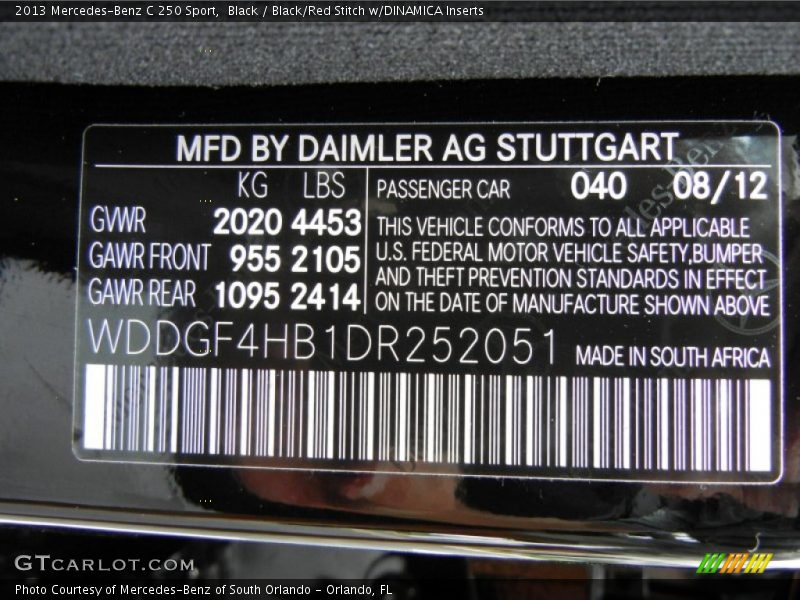 2013 Mercedes-Benz C 250 Sport, Black / Black/Red Stitch w/DINAMICA Inserts
MFD BY DAIMLER AG STUTTGART
KG LBS
GVWR 2020 4453
GAWR FRONT 955 2105
GAWR REAR 1095 2414
PASSENGER CAR 040 08/12
THIS VEHICLE CONFORMS TO ALL APPLICABLE
U.S. FEDERAL MOTOR VEHICLE SAFETY,BUMPER
AND THEFT PREVENTION STANDARDS IN EFFECT
ON THE DATE OF MANUFACTURE SHOWN ABOVE
WDDGF4HB1DR252051 MADE IN SOUTH AFRICA
GTCARLOT.COM
Photo Courtesy of Mercedes-Benz of South Orlando - Orlando, FL